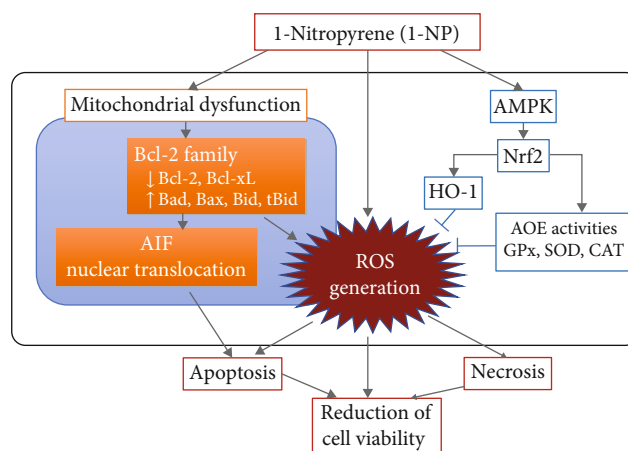 1-Nitropyrene (1-NP)
Mitochondrial dysfunction
Bcl-2 family
↓ Bcl-2, Bcl-xL
↑ Bad, Bax, Bid, tBid
AIF
nuclear translocation
ROS
generation
AMPK
Nrf2
HO-1
AOE activities
GPx, SOD, CAT
Apoptosis
Necrosis
Reduction of
cell viability